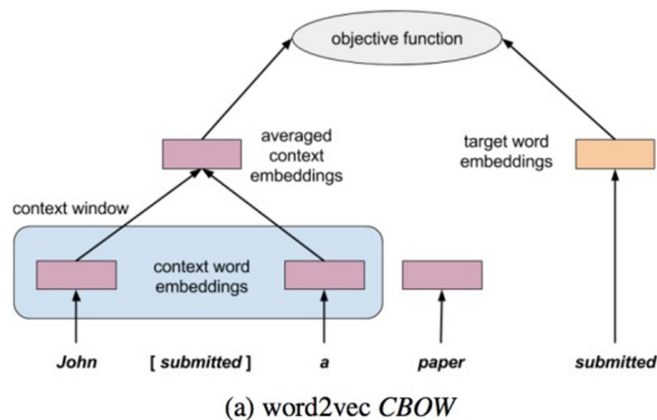 objective function
averaged
context
embeddings
target word
embeddings
context window
context word
embeddings
John [ submitted ] a paper submitted
(a) word2vec CBOW